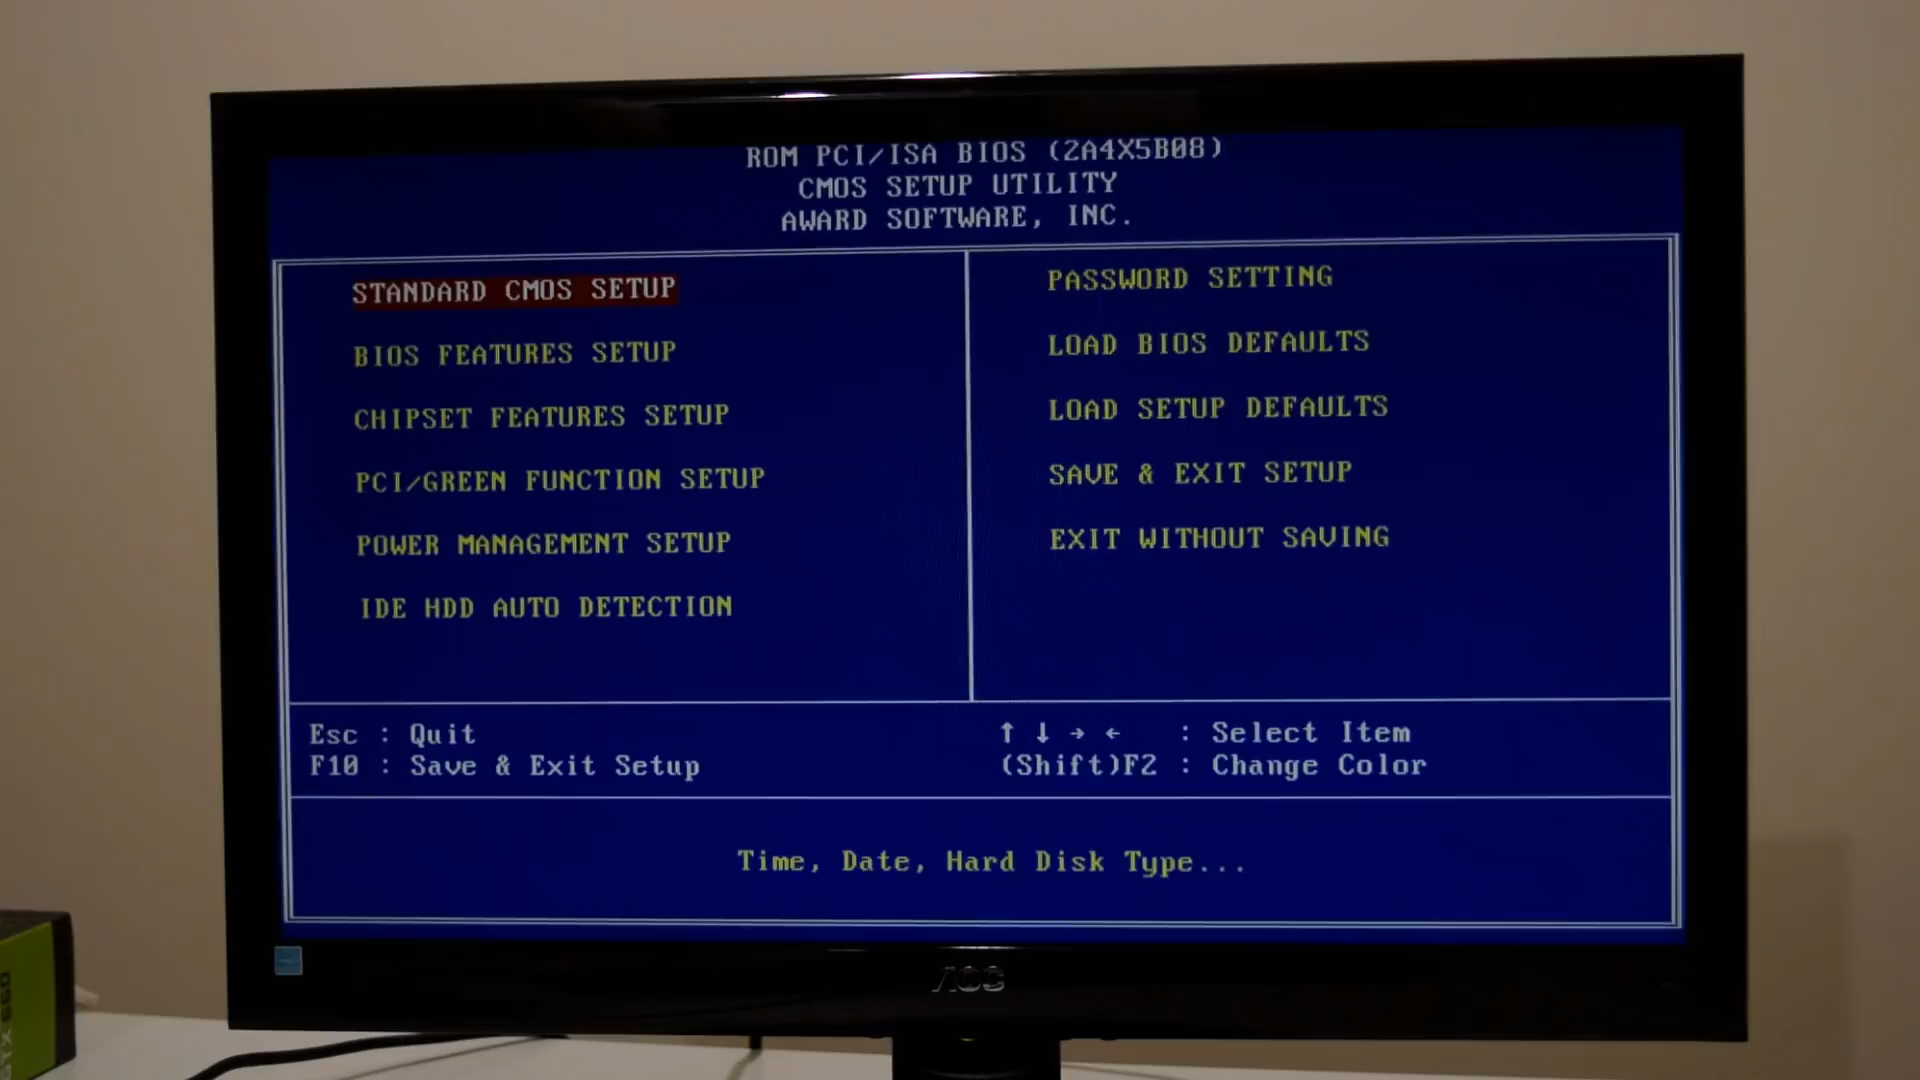 ROM PCI/ISA BIOS (2A4X5B08)
CMOS SETUP UTILITY
AWARD SOFTWARE, INC.
STANDARD CMOS SETUP
BIOS FEATURES SETUP
CHIPSET FEATURES SETUP
PCI/GREEN FUNCTION SETUP
POWER MANAGEMENT SETUP
IDE HDD AUTO DETECTION
PASSWORD SETTING
LOAD BIOS DEFAULTS
LOAD SETUP DEFAULTS
SAVE & EXIT SETUP
EXIT WITHOUT SAVING
Esc : Quit
F10 : Save & Exit Setup
↑ ↓ → ← : Select Item
(Shift)F2 : Change Color
Time, Date, Hard Disk Type...
AOC
GTX 660